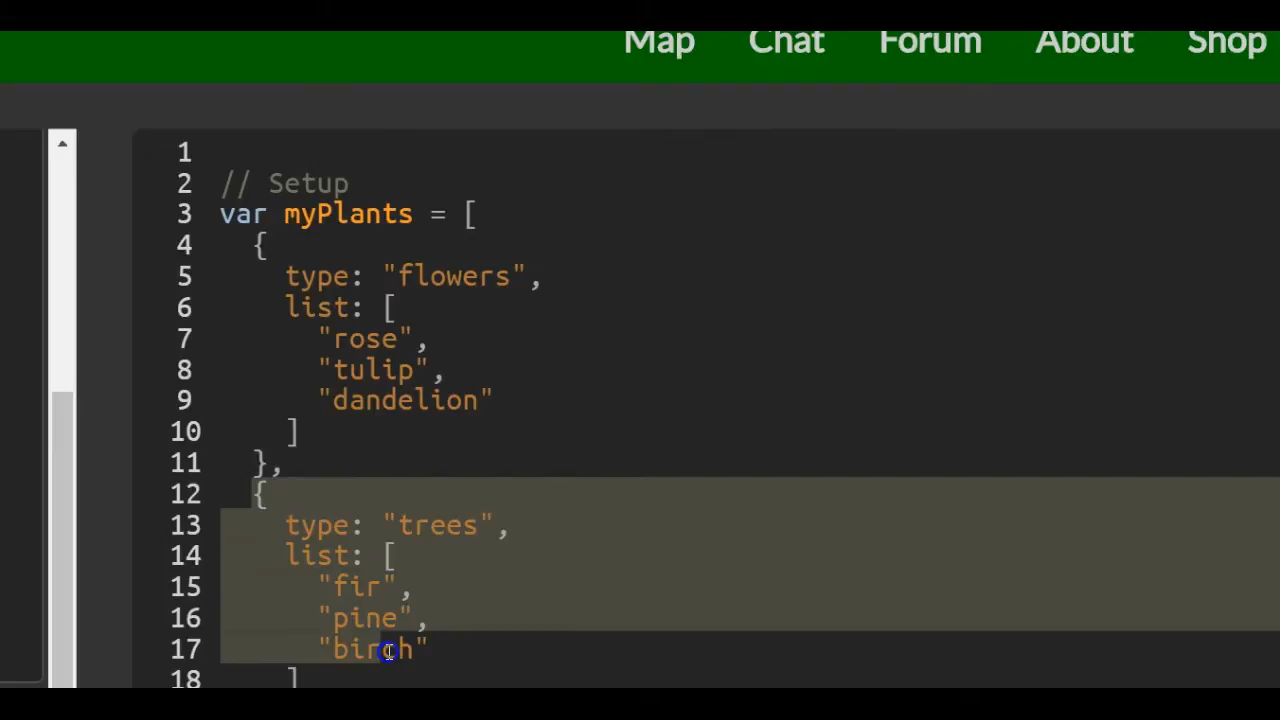 Map Chat Forum About Shop
1
2 // Setup
3 var myPlants = [
4 {
5 type: "flowers",
6 list: [
7 "rose",
8 "tulip",
9 "dandelion"
10 ]
11 },
12 {
13 type: "trees",
14 list: [
15 "fir",
16 "pine",
17 "birch"
18 ]